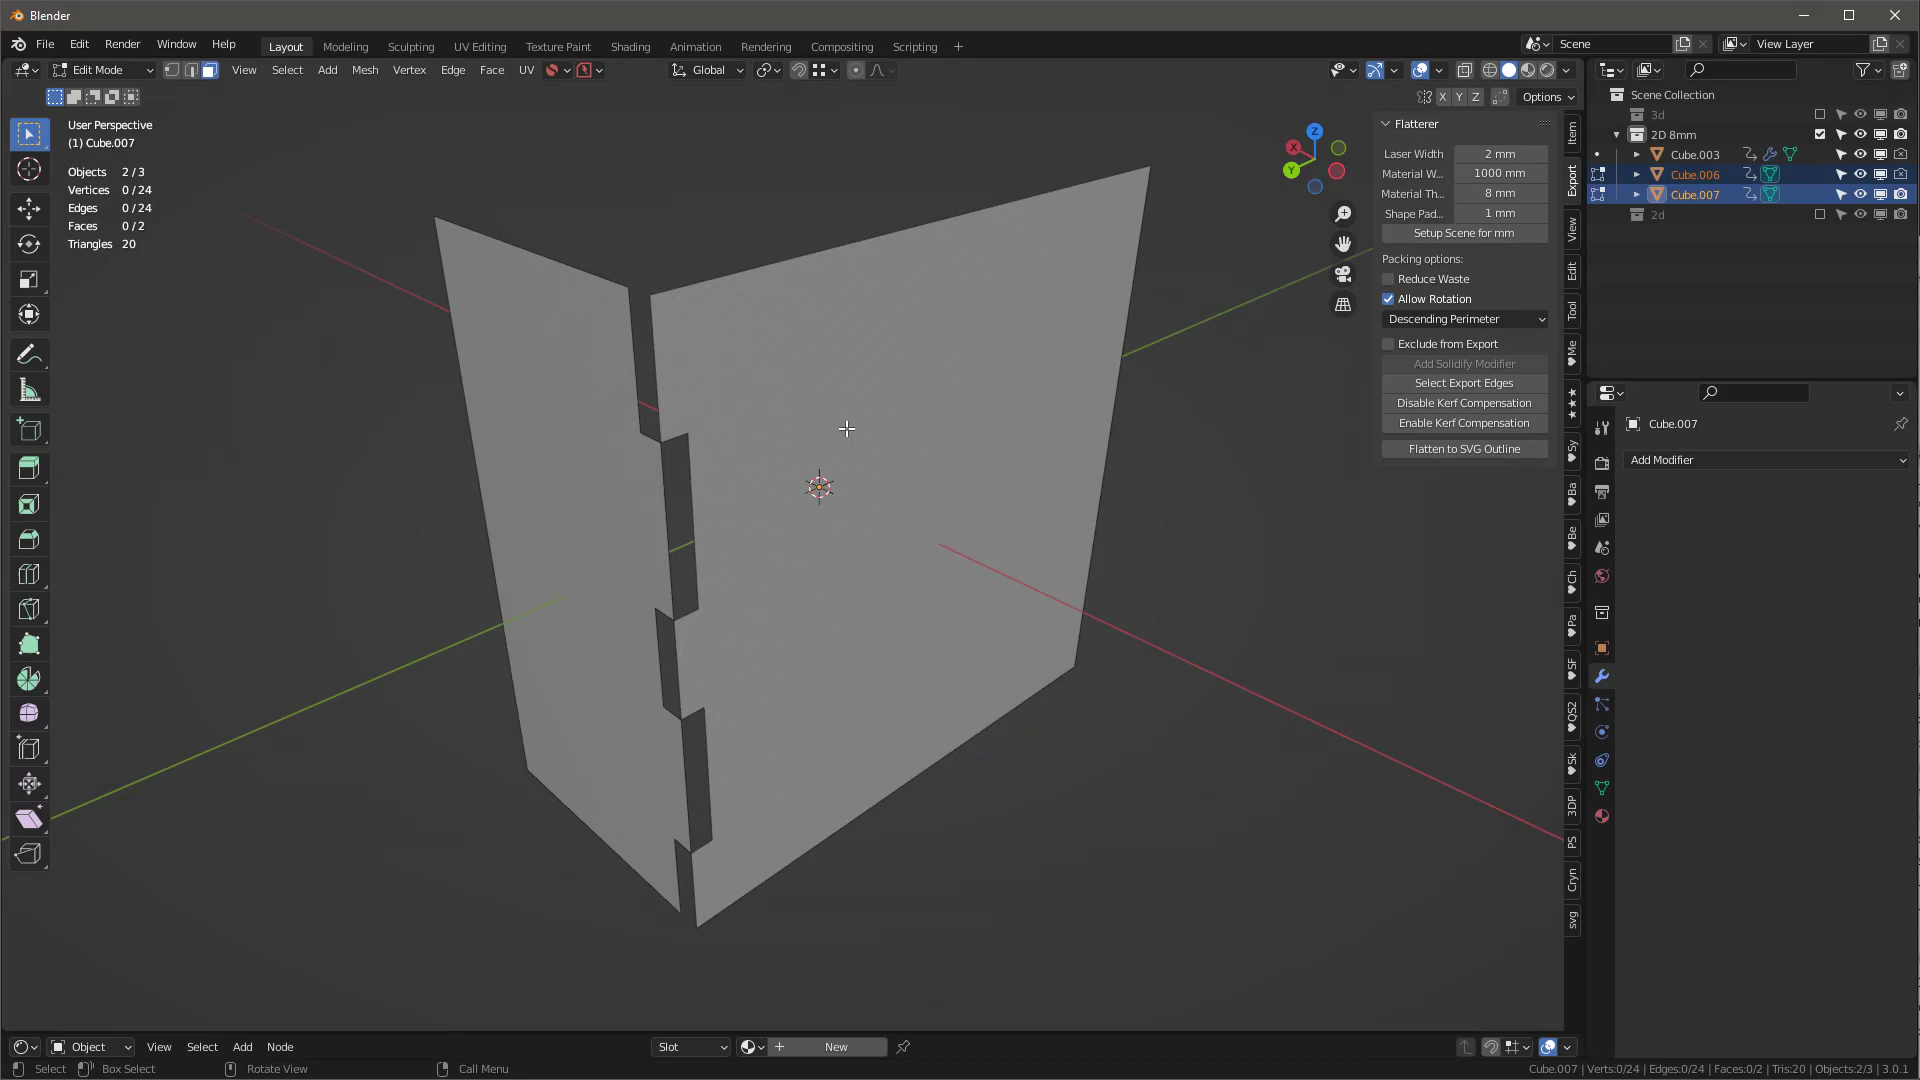 Blender
File Edit Render Window Help Layout Modeling Sculpting UV Editing Texture Paint Shading Animation Rendering Compositing Scripting + Scene View Layer
Edit Mode View Select Add Mesh Vertex Edge Face UV Global
X Y Z Options
User Perspective
(1) Cube.007
Objects 2 / 3
Vertices 0 / 24
Edges 0 / 24
Faces 0 / 2
Triangles 20
Z
X
Y
Flatterer
Laser Width 2 mm
Material W... 1000 mm
Material Th... 8 mm
Shape Pad... 1 mm
Setup Scene for mm
Packing options:
Reduce Waste
Allow Rotation
Descending Perimeter
Exclude from Export
Add Solidify Modifier
Select Export Edges
Disable Kerf Compensation
Enable Kerf Compensation
Flatten to SVG Outline
Item
Export
View
Edit
Tool
♥Me
★★★
♥Sy
♥Ba
♥Be
♥Ch
♥Pa
♥SF
♥QS2
♥Sk
3DP
PS
Cryn
svg
Scene Collection
3d
2D 8mm
Cube.003
Cube.006
Cube.007
2d
Cube.007
Add Modifier
Object View Select Add Node Slot + New
Select Box Select Rotate View Call Menu Cube.007 | Verts:0/24 | Edges:0/24 | Faces:0/2 | Tris:20 | Objects:2/3 | 3.0.1